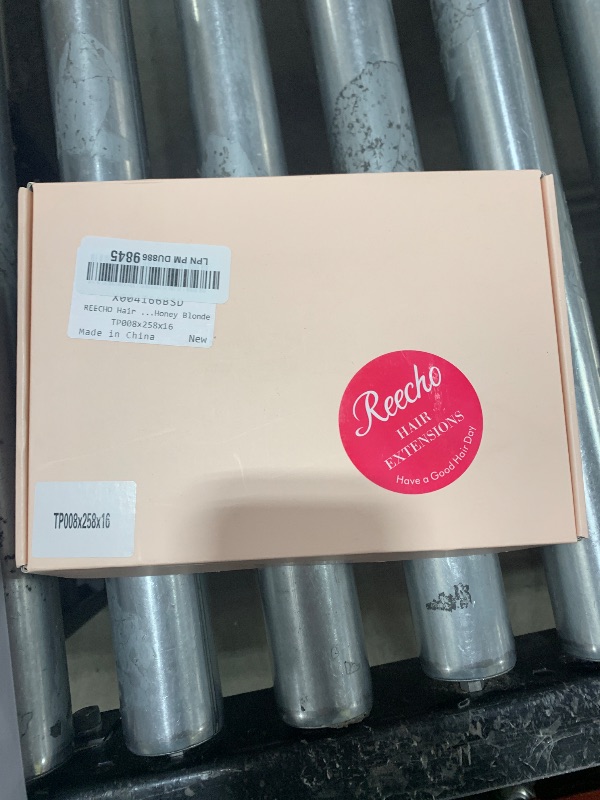 LPN PM DU886 9845
X004166BSD
REECHO Hair ...Honey Blonde
TP008x258x16
Made in China New
Reecho
HAIR
EXTENSIONS
Have a Good Hair Day
TP008x258x16